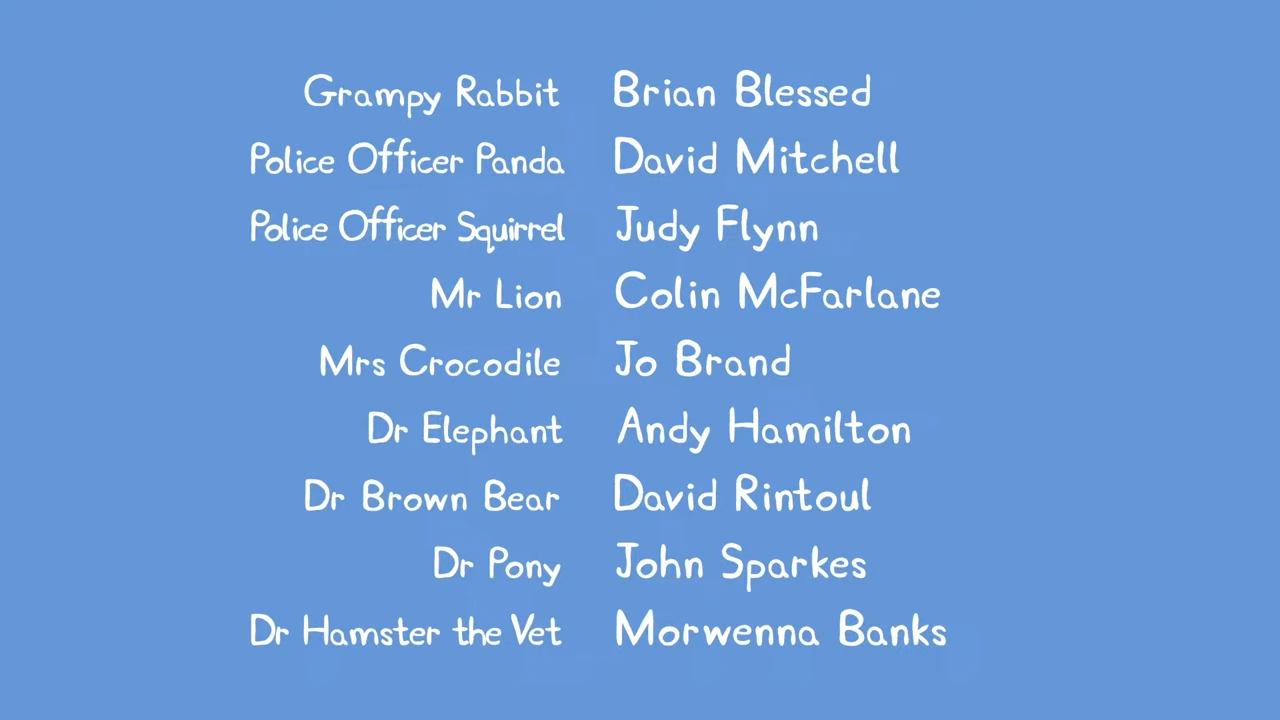 Grampy Rabbit Brian Blessed
Police Officer Panda David Mitchell
Police Officer Squirrel Judy Flynn
Mr Lion Colin McFarlane
Mrs Crocodile Jo Brand
Dr Elephant Andy Hamilton
Dr Brown Bear David Rintoul
Dr Pony John Sparkes
Dr Hamster the Vet Morwenna Banks